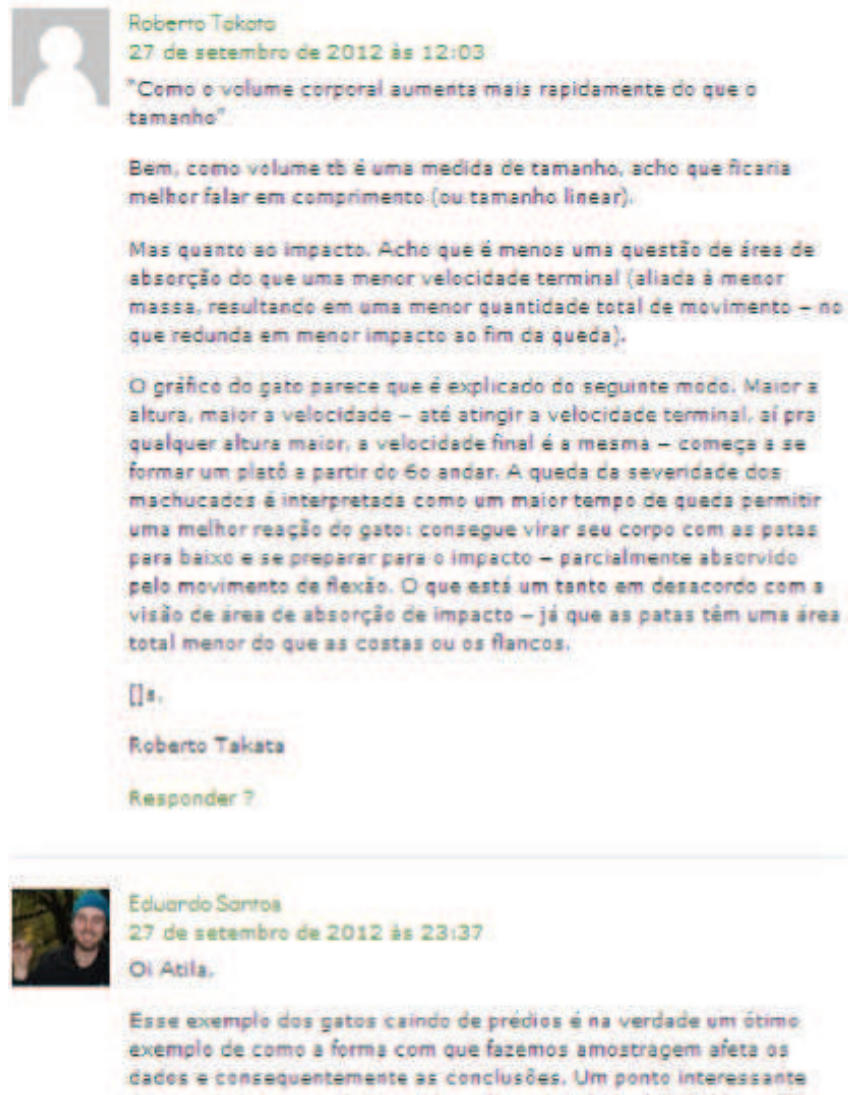 Roberto Takata
27 de setembro de 2012 às 12:03
"Como o volume corporal aumenta mais rapidamente do que o
tamanho"
Bem, como volume tb é uma medida de tamanho, acho que ficaria
melhor falar em comprimento (ou tamanho linear).
Mas quanto ao impacto. Acho que é menos uma questão de área de
absorção do que uma menor velocidade terminal (aliada à menor
massa, resultando em uma menor quantidade total de movimento – no
que redunda em menor impacto ao fim da queda).
O gráfico do gato parece que é explicado do seguinte modo. Maior a
altura, maior a velocidade – até atingir a velocidade terminal, aí pra
qualquer altura maior, a velocidade final é a mesma – começa a se
formar um platô a partir do 6o andar. A queda da severidade dos
machucados é interpretada como um maior tempo de queda permitir
uma melhor reação do gato: consegue virar seu corpo com as patas
para baixo e se preparar para o impacto – parcialmente absorvido
pelo movimento de flexão. O que está um tanto em desacordo com a
visão de área de absorção de impacto – já que as patas têm uma área
total menor do que as costas ou os flancos.
[]s,
Roberto Takata
Responder ?
Eduardo Santos
27 de setembro de 2012 às 23:37
Oi Atila,
Esse exemplo dos gatos caindo de prédios é na verdade um ótimo
exemplo de como a forma com que fazemos amostragem afeta os
dados e consequentemente as conclusões. Um ponto interessante